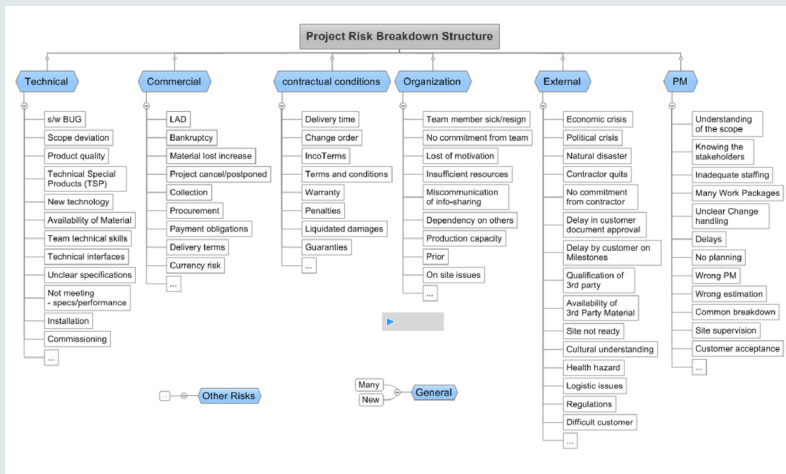 Project Risk Breakdown Structure
Technical
s/w BUG
Scope deviation
Product quality
Technical Special
Products (TSP)
New technology
Availability of Material
Team technical skills
Technical interfaces
Unclear specifications
Not meeting
- specs/performance
Installation
Commissioning
...
Commercial
LAD
Bankruptcy
Material lost increase
Project cancel/postponed
Collection
Procurement
Payment obligations
Delivery terms
Currency risk
...
contractual conditions
Delivery time
Change order
IncoTerms
Terms and conditions
Warranty
Penalties
Liquidated damages
Guaranties
...
Organization
Team member sick/resign
No commitment from team
Lost of motivation
Insufficient resources
Miscommunication
of info-sharing
Dependency on others
Production capacity
Prior
On site issues
...
External
Economic crisis
Political crisis
Natural disaster
Contractor quits
No commitment
from contractor
Delay in customer
document approval
Delay by customer on
Milestones
Qualification of
3rd party
Availability of
3rd Party Material
Site not ready
Cultural understanding
Health hazard
Logistic issues
Regulations
Difficult customer
...
PM
Understanding
of the scope
Knowing the
stakeholders
Inadequate staffing
Many Work Packages
Unclear Change
handling
Delays
No planning
Wrong PM
Wrong estimation
Common breakdown
Site supervision
Customer acceptance
...
...
Other Risks
Many
New
General